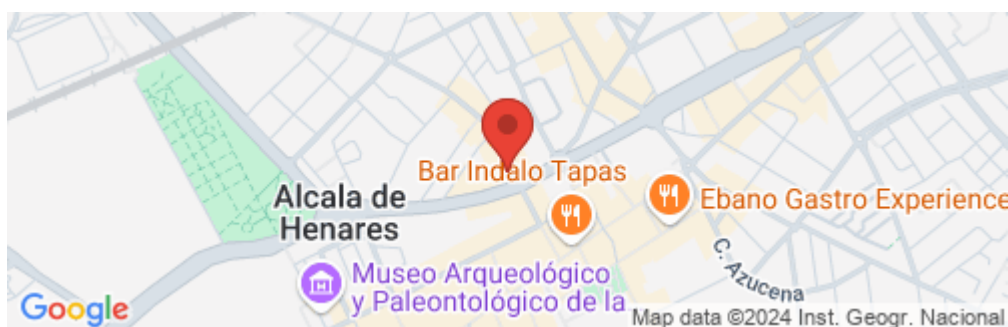 Bar Indalo Tapas
Alcala de
Henares
Ebano Gastro Experience
C. Azucena
Museo Arqueológico
y Paleontológico de la
Google
Map data ©2024 Inst. Geogr. Nacional